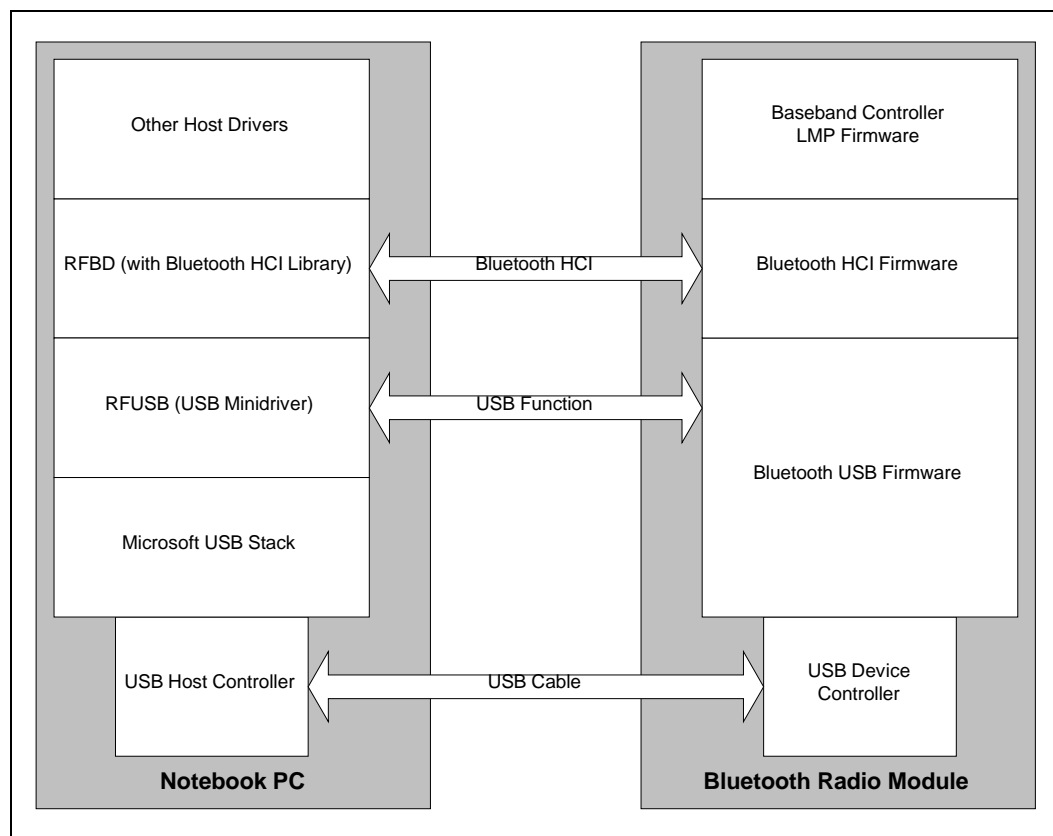 Other Host Drivers
Baseband Controller
LMP Firmware
RFBD (with Bluetooth HCI Library)
Bluetooth HCI
Bluetooth HCI Firmware
RFUSB (USB Minidriver)
USB Function
Bluetooth USB Firmware
Microsoft USB Stack
USB Host Controller
USB Cable
USB Device
Controller
Notebook PC
Bluetooth Radio Module